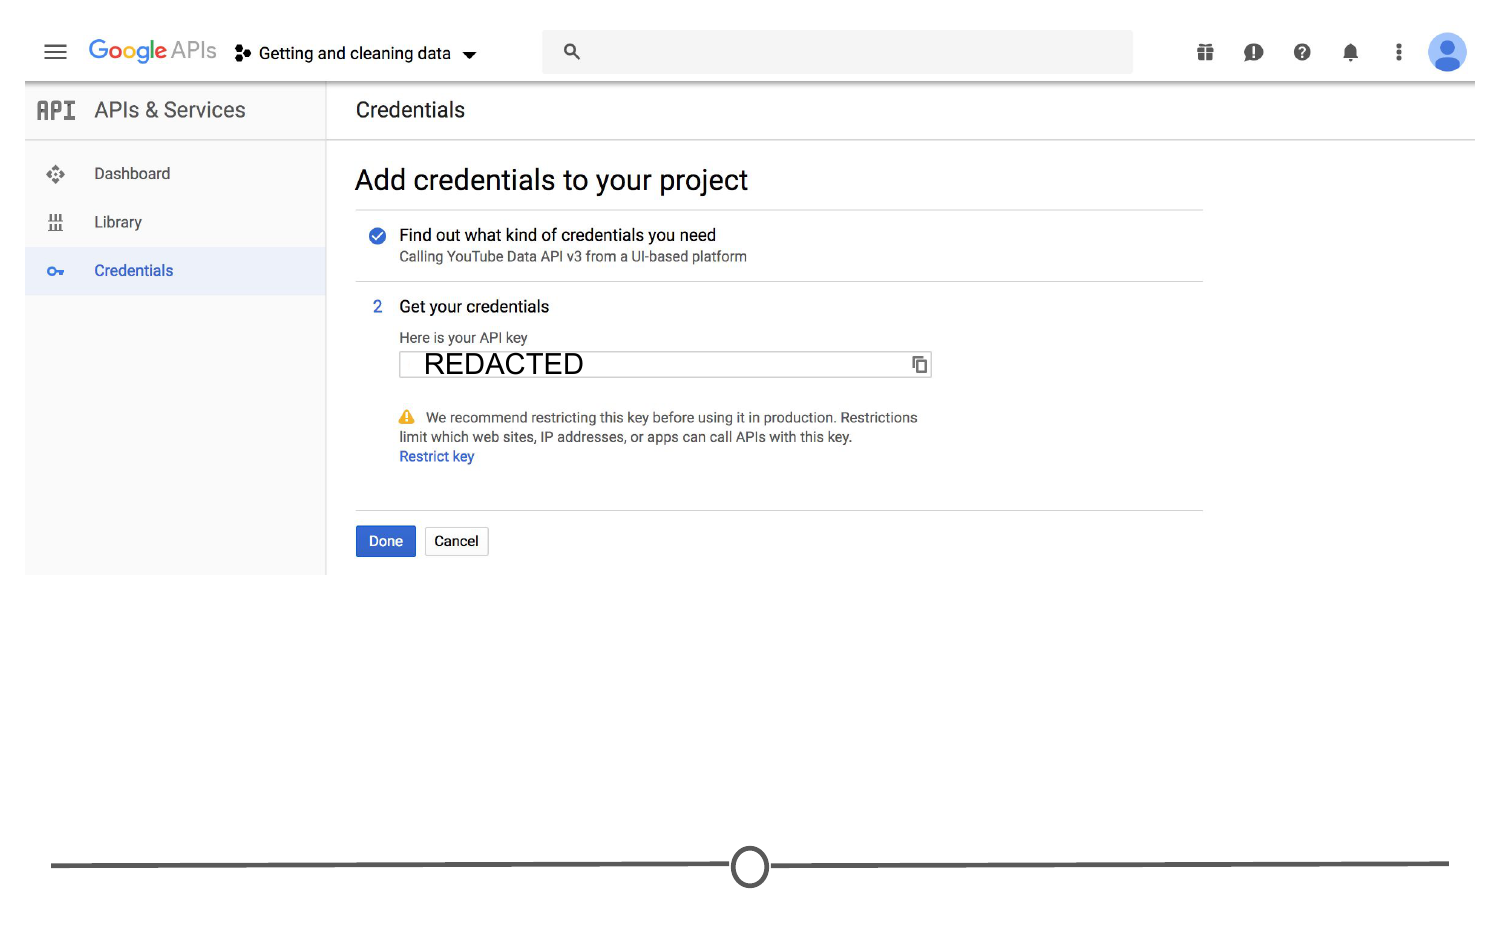 Google APIs
Getting and cleaning data
API APIs & Services
Credentials
Dashboard
Library
Credentials
Add credentials to your project
Find out what kind of credentials you need
Calling YouTube Data API v3 from a UI-based platform
2 Get your credentials
Here is your API key
REDACTED
We recommend restricting this key before using it in production. Restrictions
limit which web sites, IP addresses, or apps can call APIs with this key.
Restrict key
Done
Cancel